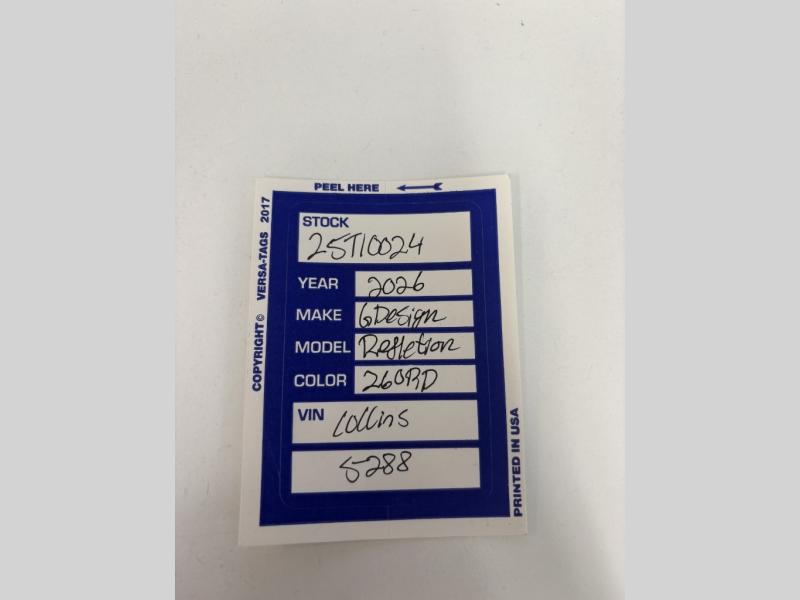 PEEL HERE
COPYRIGHT© VERSA-TAGS 2017
STOCK
25T10024
YEAR 2026
MAKE GDesign
MODEL Refletion
COLOR 260RD
VIN Collins
5288
PRINTED IN USA